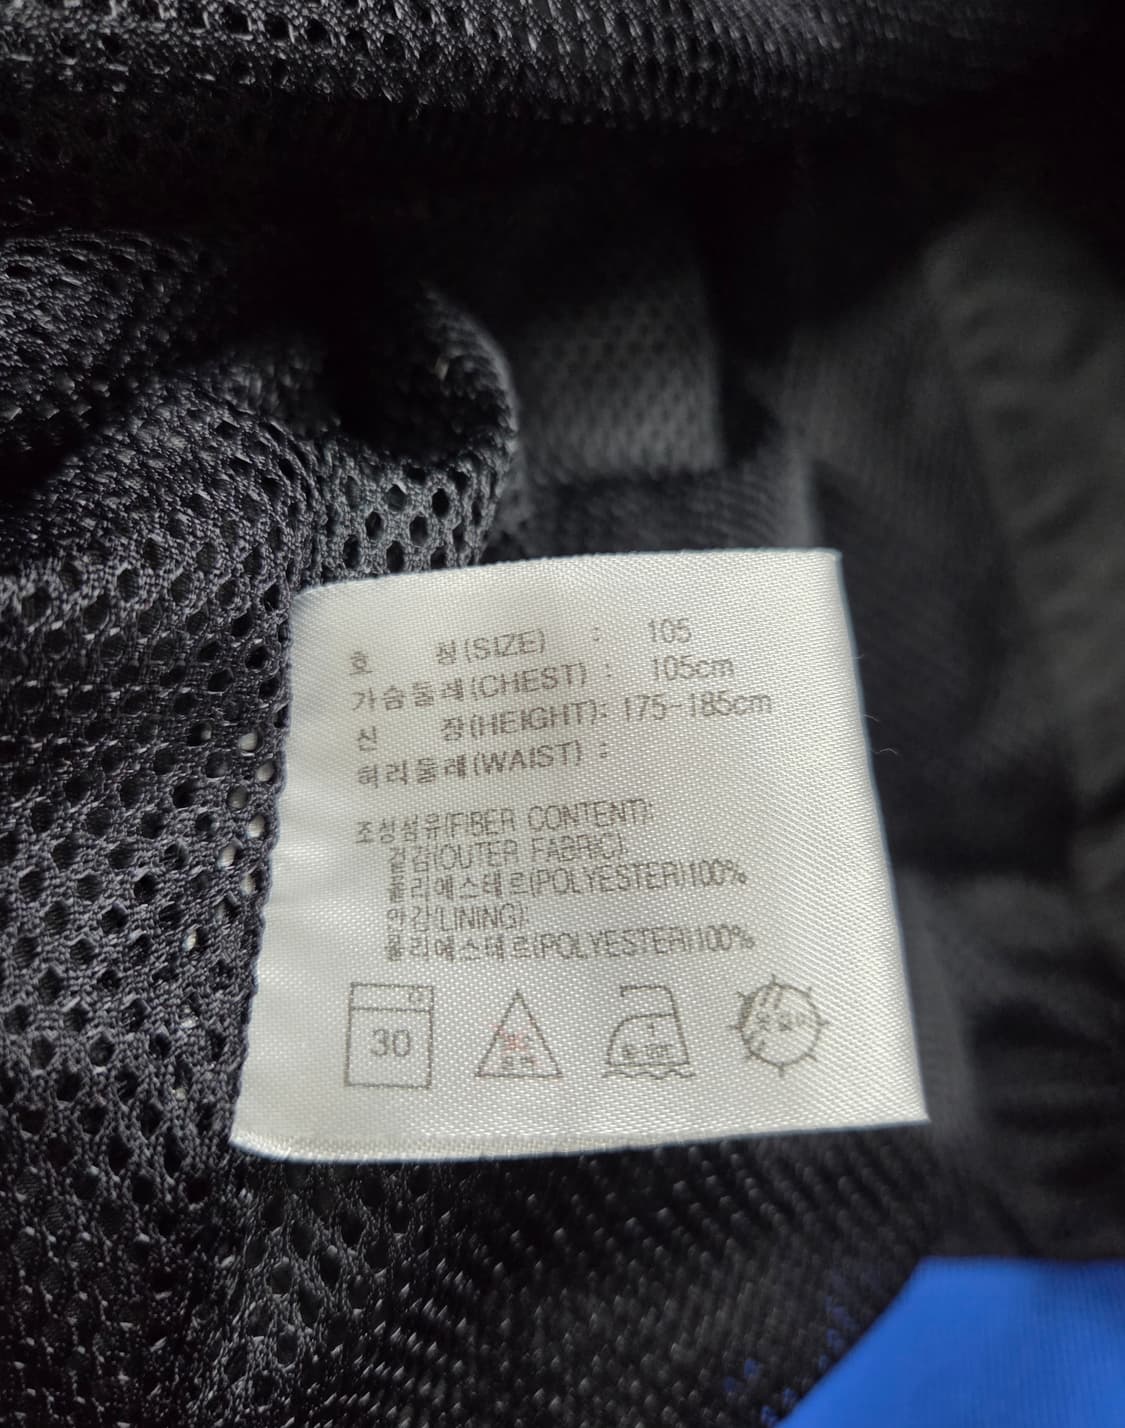 호 칭(SIZE) : 105
가슴둘레(CHEST) : 105cm
신 장(HEIGHT): 175-185cm
허리둘레(WAIST) :
조성섬유(FIBER CONTENT):
겉감(OUTER FABRIC):
폴리에스테르(POLYESTER)100%
안감(LINING):
폴리에스테르(POLYESTER)100%
30